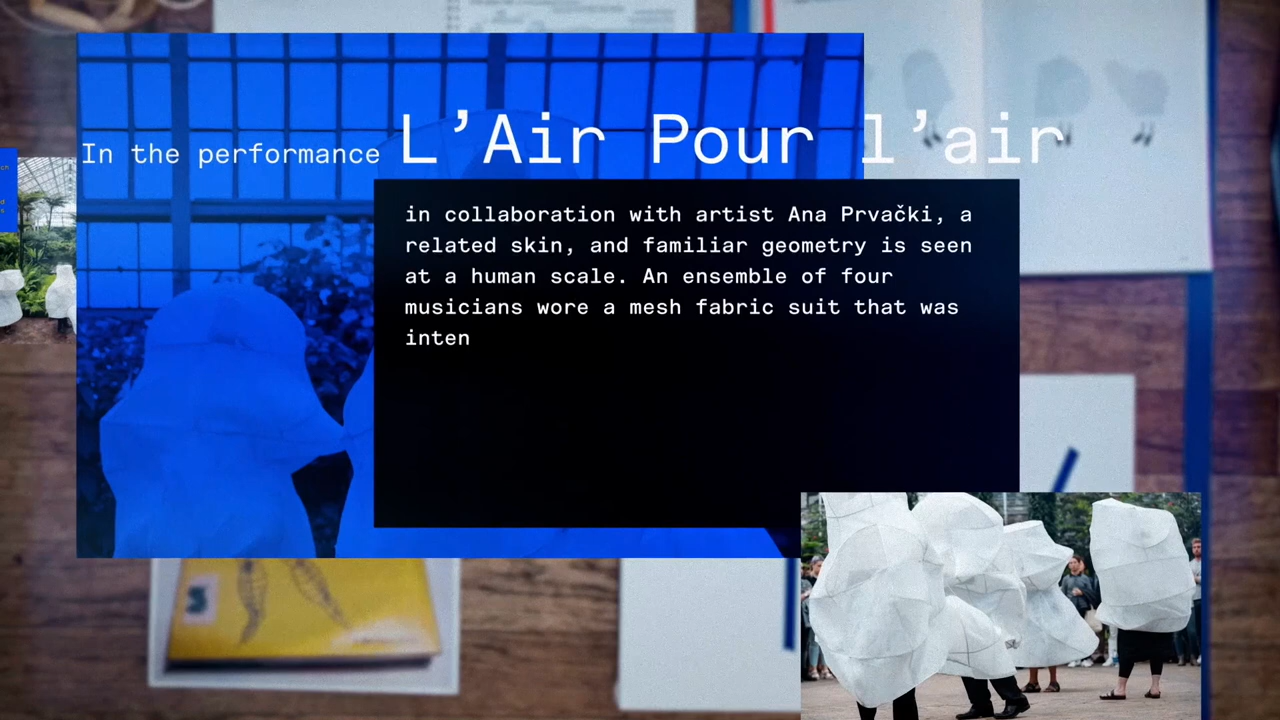 In the performance L’Air Pour l’air
in collaboration with artist Ana Prvački, a
related skin, and familiar geometry is seen
at a human scale. An ensemble of four
musicians wore a mesh fabric suit that was
inten